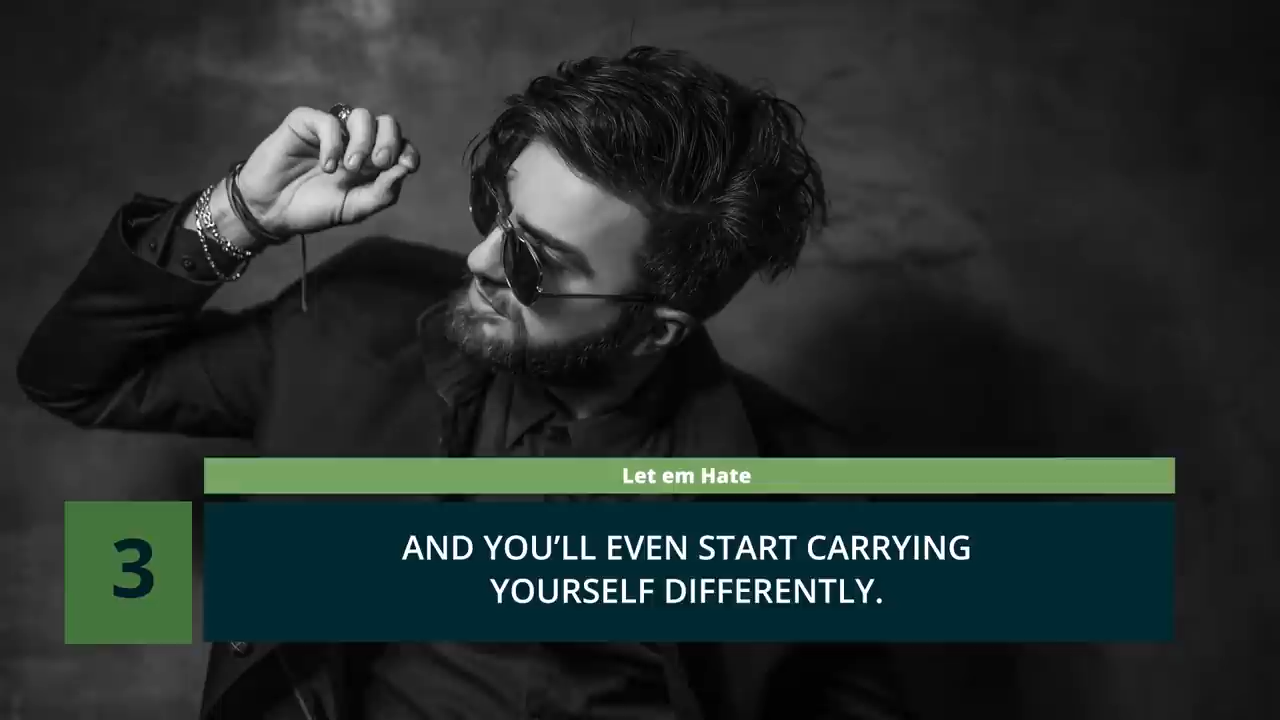 Let em Hate
3
AND YOU’LL EVEN START CARRYING
YOURSELF DIFFERENTLY.